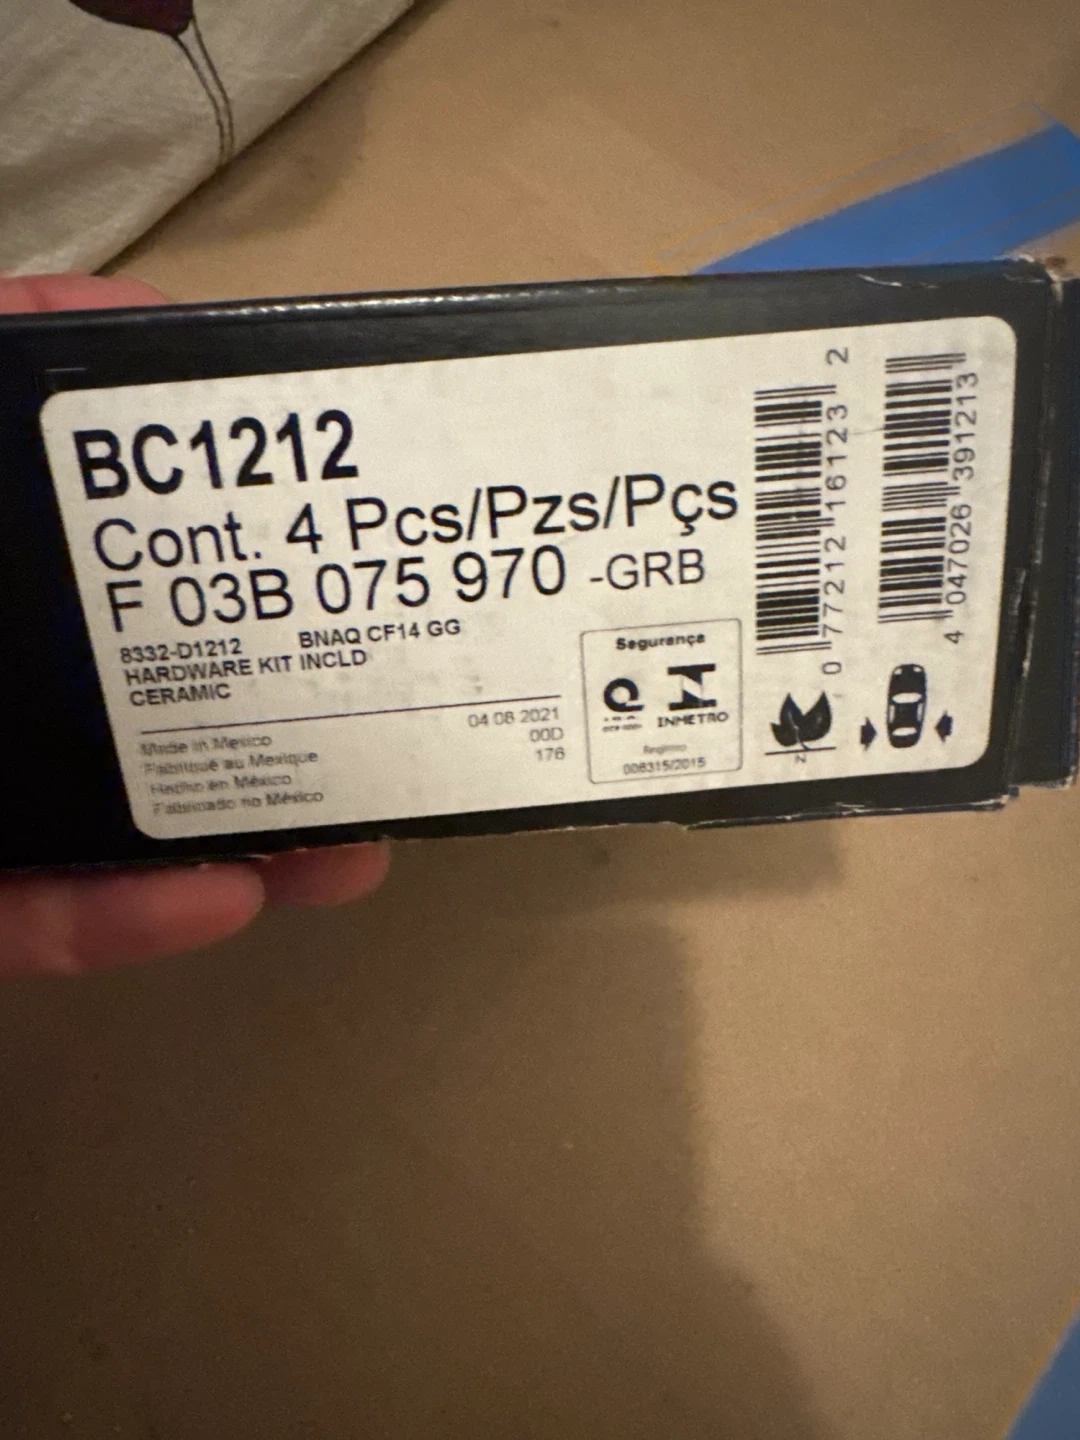 BC1212
Cont. 4 Pcs/Pzs/Pçs
F 03B 075 970 -GRB
8332-D1212 BNAQ CF14 GG
HARDWARE KIT INCLD
CERAMIC
04 08 2021
00D
176
Made in Mexico
Fabriqué au Mexique
Hecho en México
Fabricado no México
Segurança
INMETRO
Registro
006315/2015
0 77212 16123 2
4 047026 391213
N